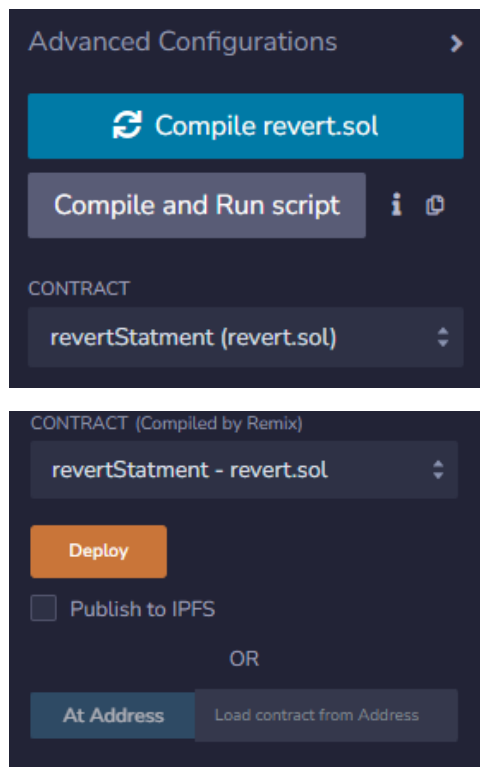 Advanced Configurations
Compile revert.sol
Compile and Run script
CONTRACT
revertStatment (revert.sol)
CONTRACT (Compiled by Remix)
revertStatment - revert.sol
Deploy
Publish to IPFS
OR
At Address Load contract from Address